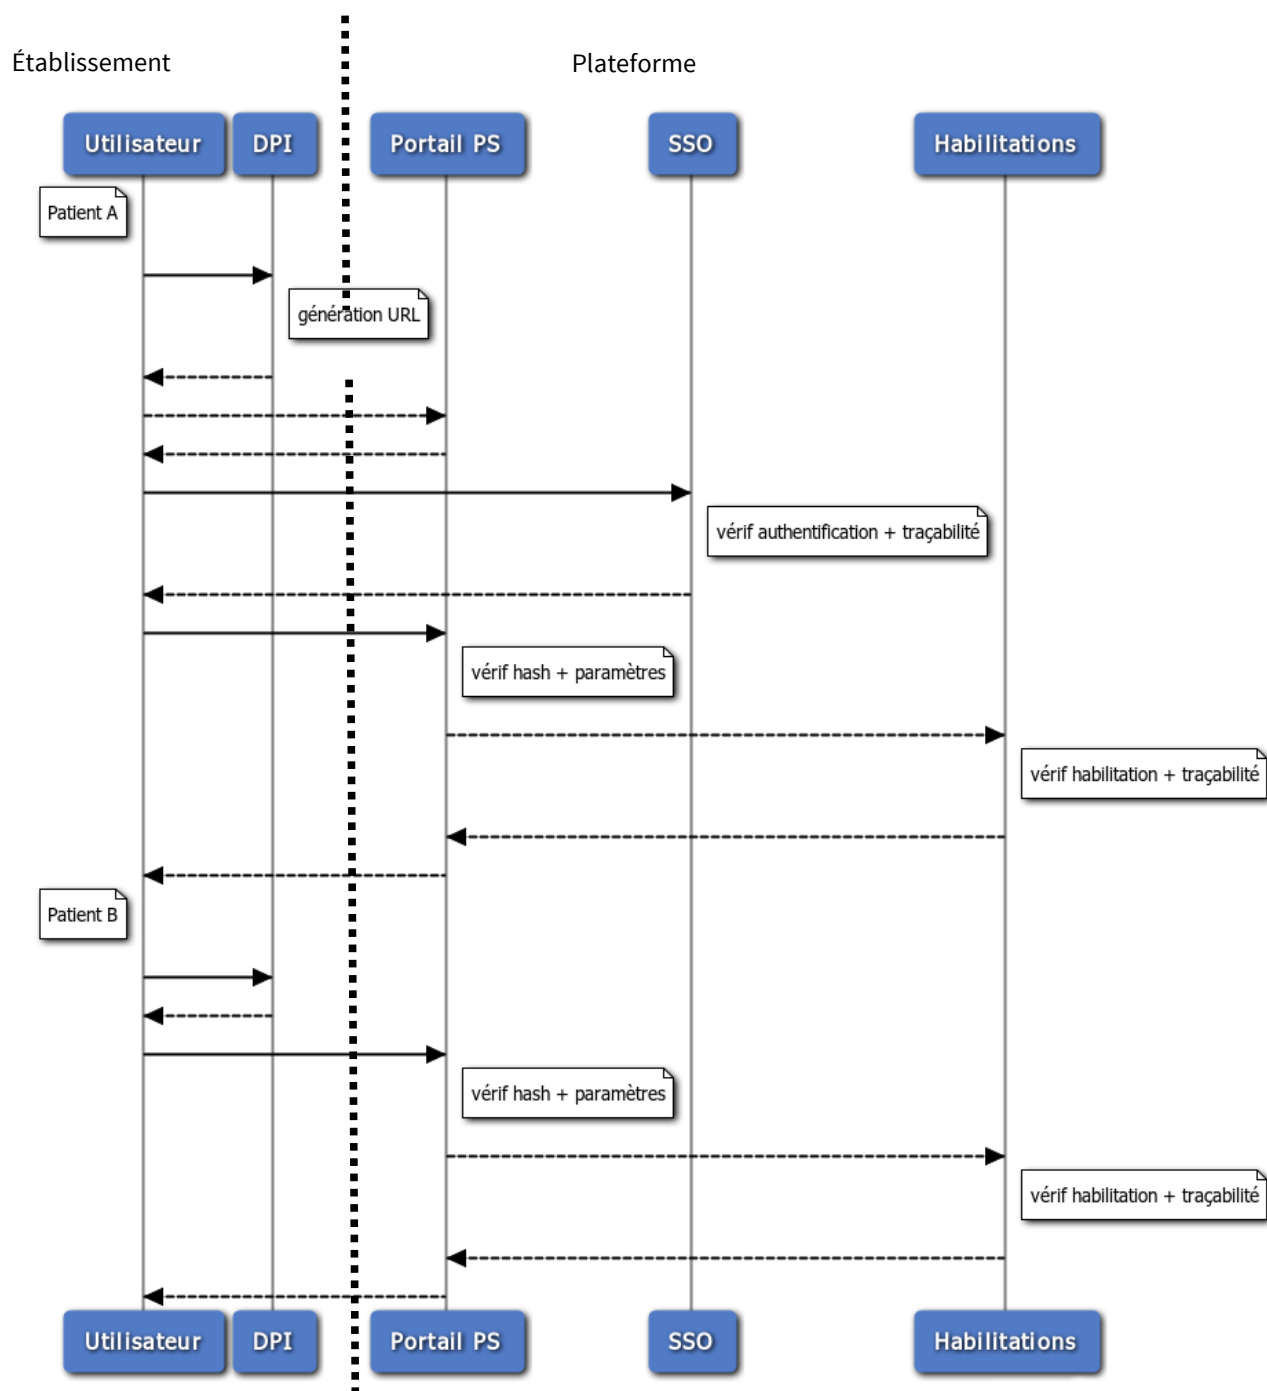 Établissement
Plateforme
Utilisateur
DPI
Portail PS
SSO
Habilitations
Patient A
génération URL
vérif authentification + traçabilité
vérif hash + paramètres
vérif habilitation + traçabilité
Patient B
vérif hash + paramètres
vérif habilitation + traçabilité
Utilisateur
DPI
Portail PS
SSO
Habilitations